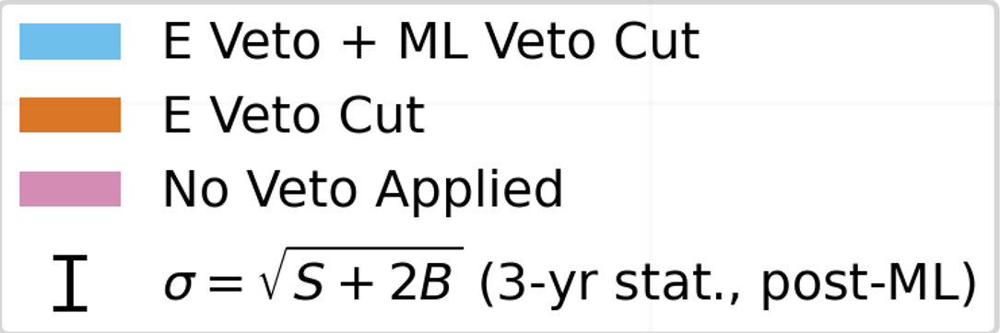 E Veto + ML Veto Cut
E Veto Cut
No Veto Applied
σ = √S + 2B (3-yr stat., post-ML)